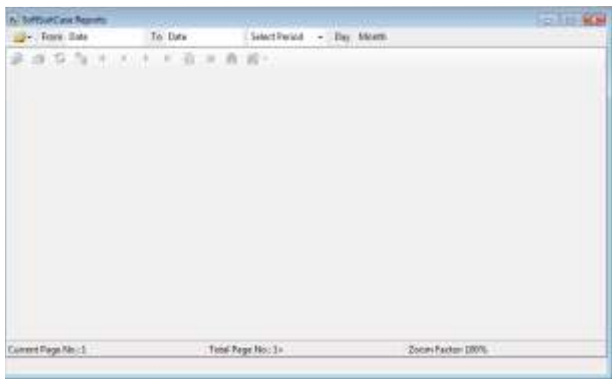 SoftSuitCase Reports
From Date To Date Select Period Day Month
Current Page No.: 1 Total Page No.: 1+ Zoom Factor: 100%